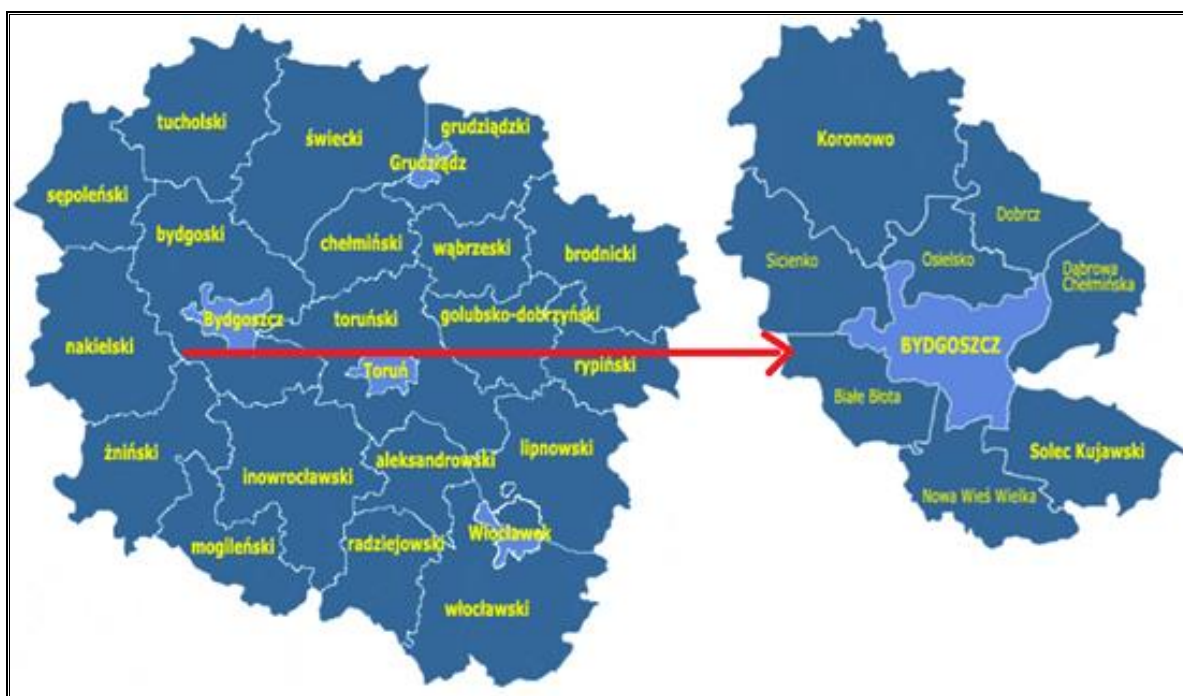 tucholski
świecki
grudziądzki
Grudziądz
sępoleński
bydgoski
chełmiński
wąbrzeski
brodnicki
Bydgoszcz
toruński
golubsko-dobrzyński
nakielski
Toruń
rypiński
żniński
inowrocławski
aleksandrowski
lipnowski
mogileński
radziejowski
Włocławek
włocławski
Koronowo
Dobrcz
Sicienko
Osielsko
Dąbrowa
Chełmińska
BYDGOSZCZ
Białe Błota
Solec Kujawski
Nowa Wieś Wielka